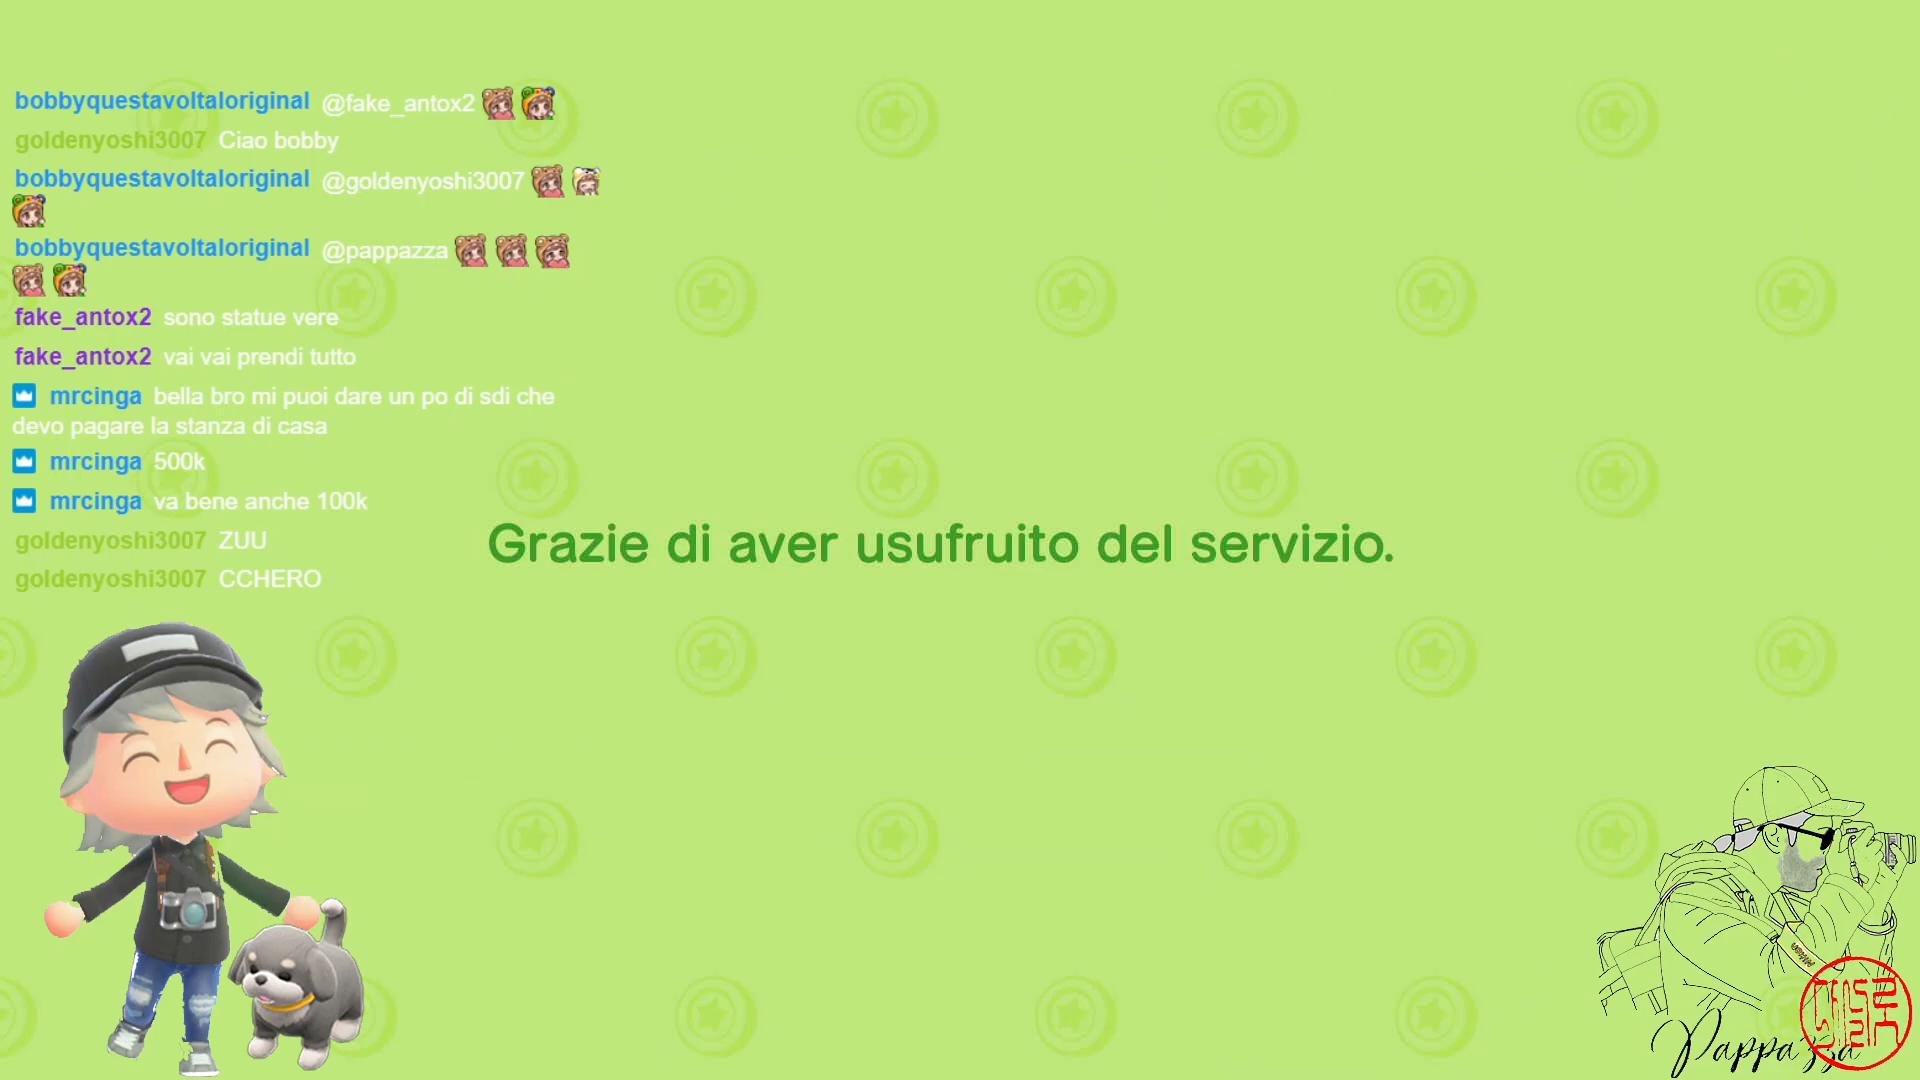 bobbyquestavoltaloriginal @fake_antox2
goldenyoshi3007 Ciao bobby
bobbyquestavoltaloriginal @goldenyoshi3007
bobbyquestavoltaloriginal @pappazza
fake_antox2 sono statue vere
fake_antox2 vai vai prendi tutto
mrcinga bella bro mi puoi dare un po di sdi che
devo pagare la stanza di casa
mrcinga 500k
mrcinga va bene anche 100k
goldenyoshi3007 ZUU
goldenyoshi3007 CCHERO
Grazie di aver usufruito del servizio.
Pappazza